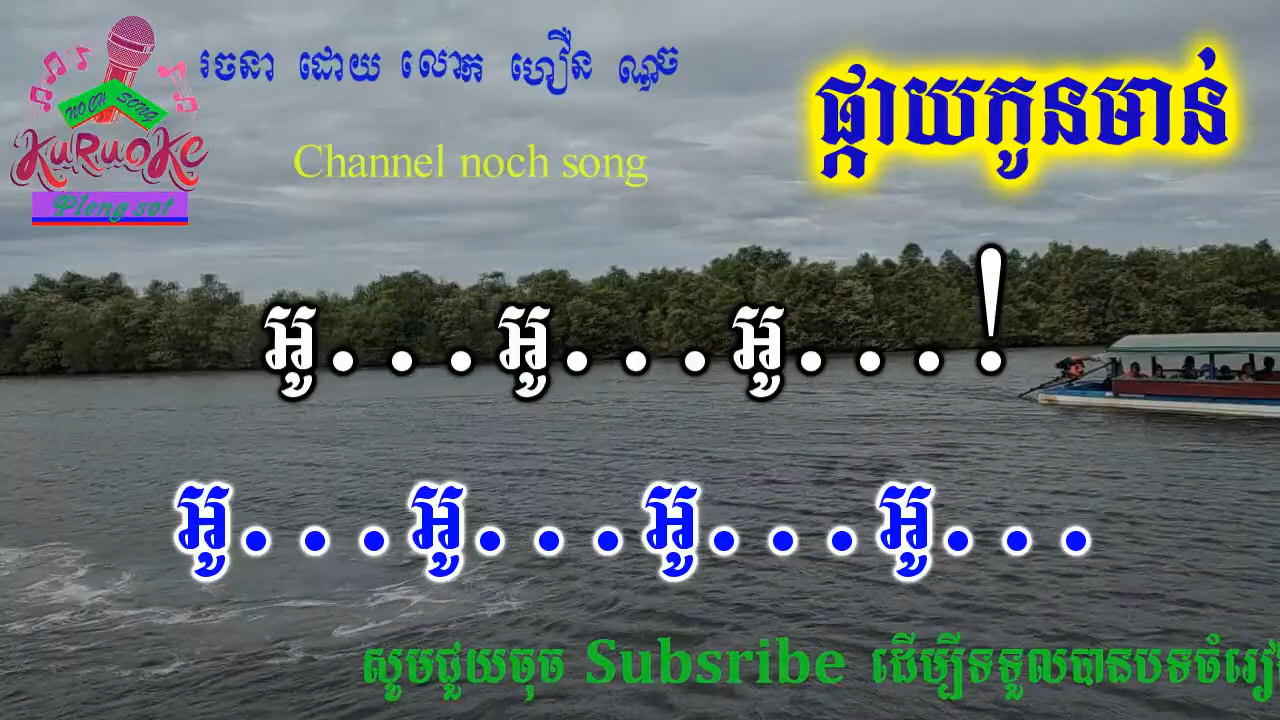 រចនា ដោយ លោក ហឿន ណូច
ផ្កាយកូនមាន់
NOCH SONG
KaRuoKe
Pleng sot
Channel noch song
អូ...អូ...អូ...!
អូ...អូ...អូ...អូ...
សូមជួយចុច Subsribe ដើម្បីទទួលបានបទចំរៀ